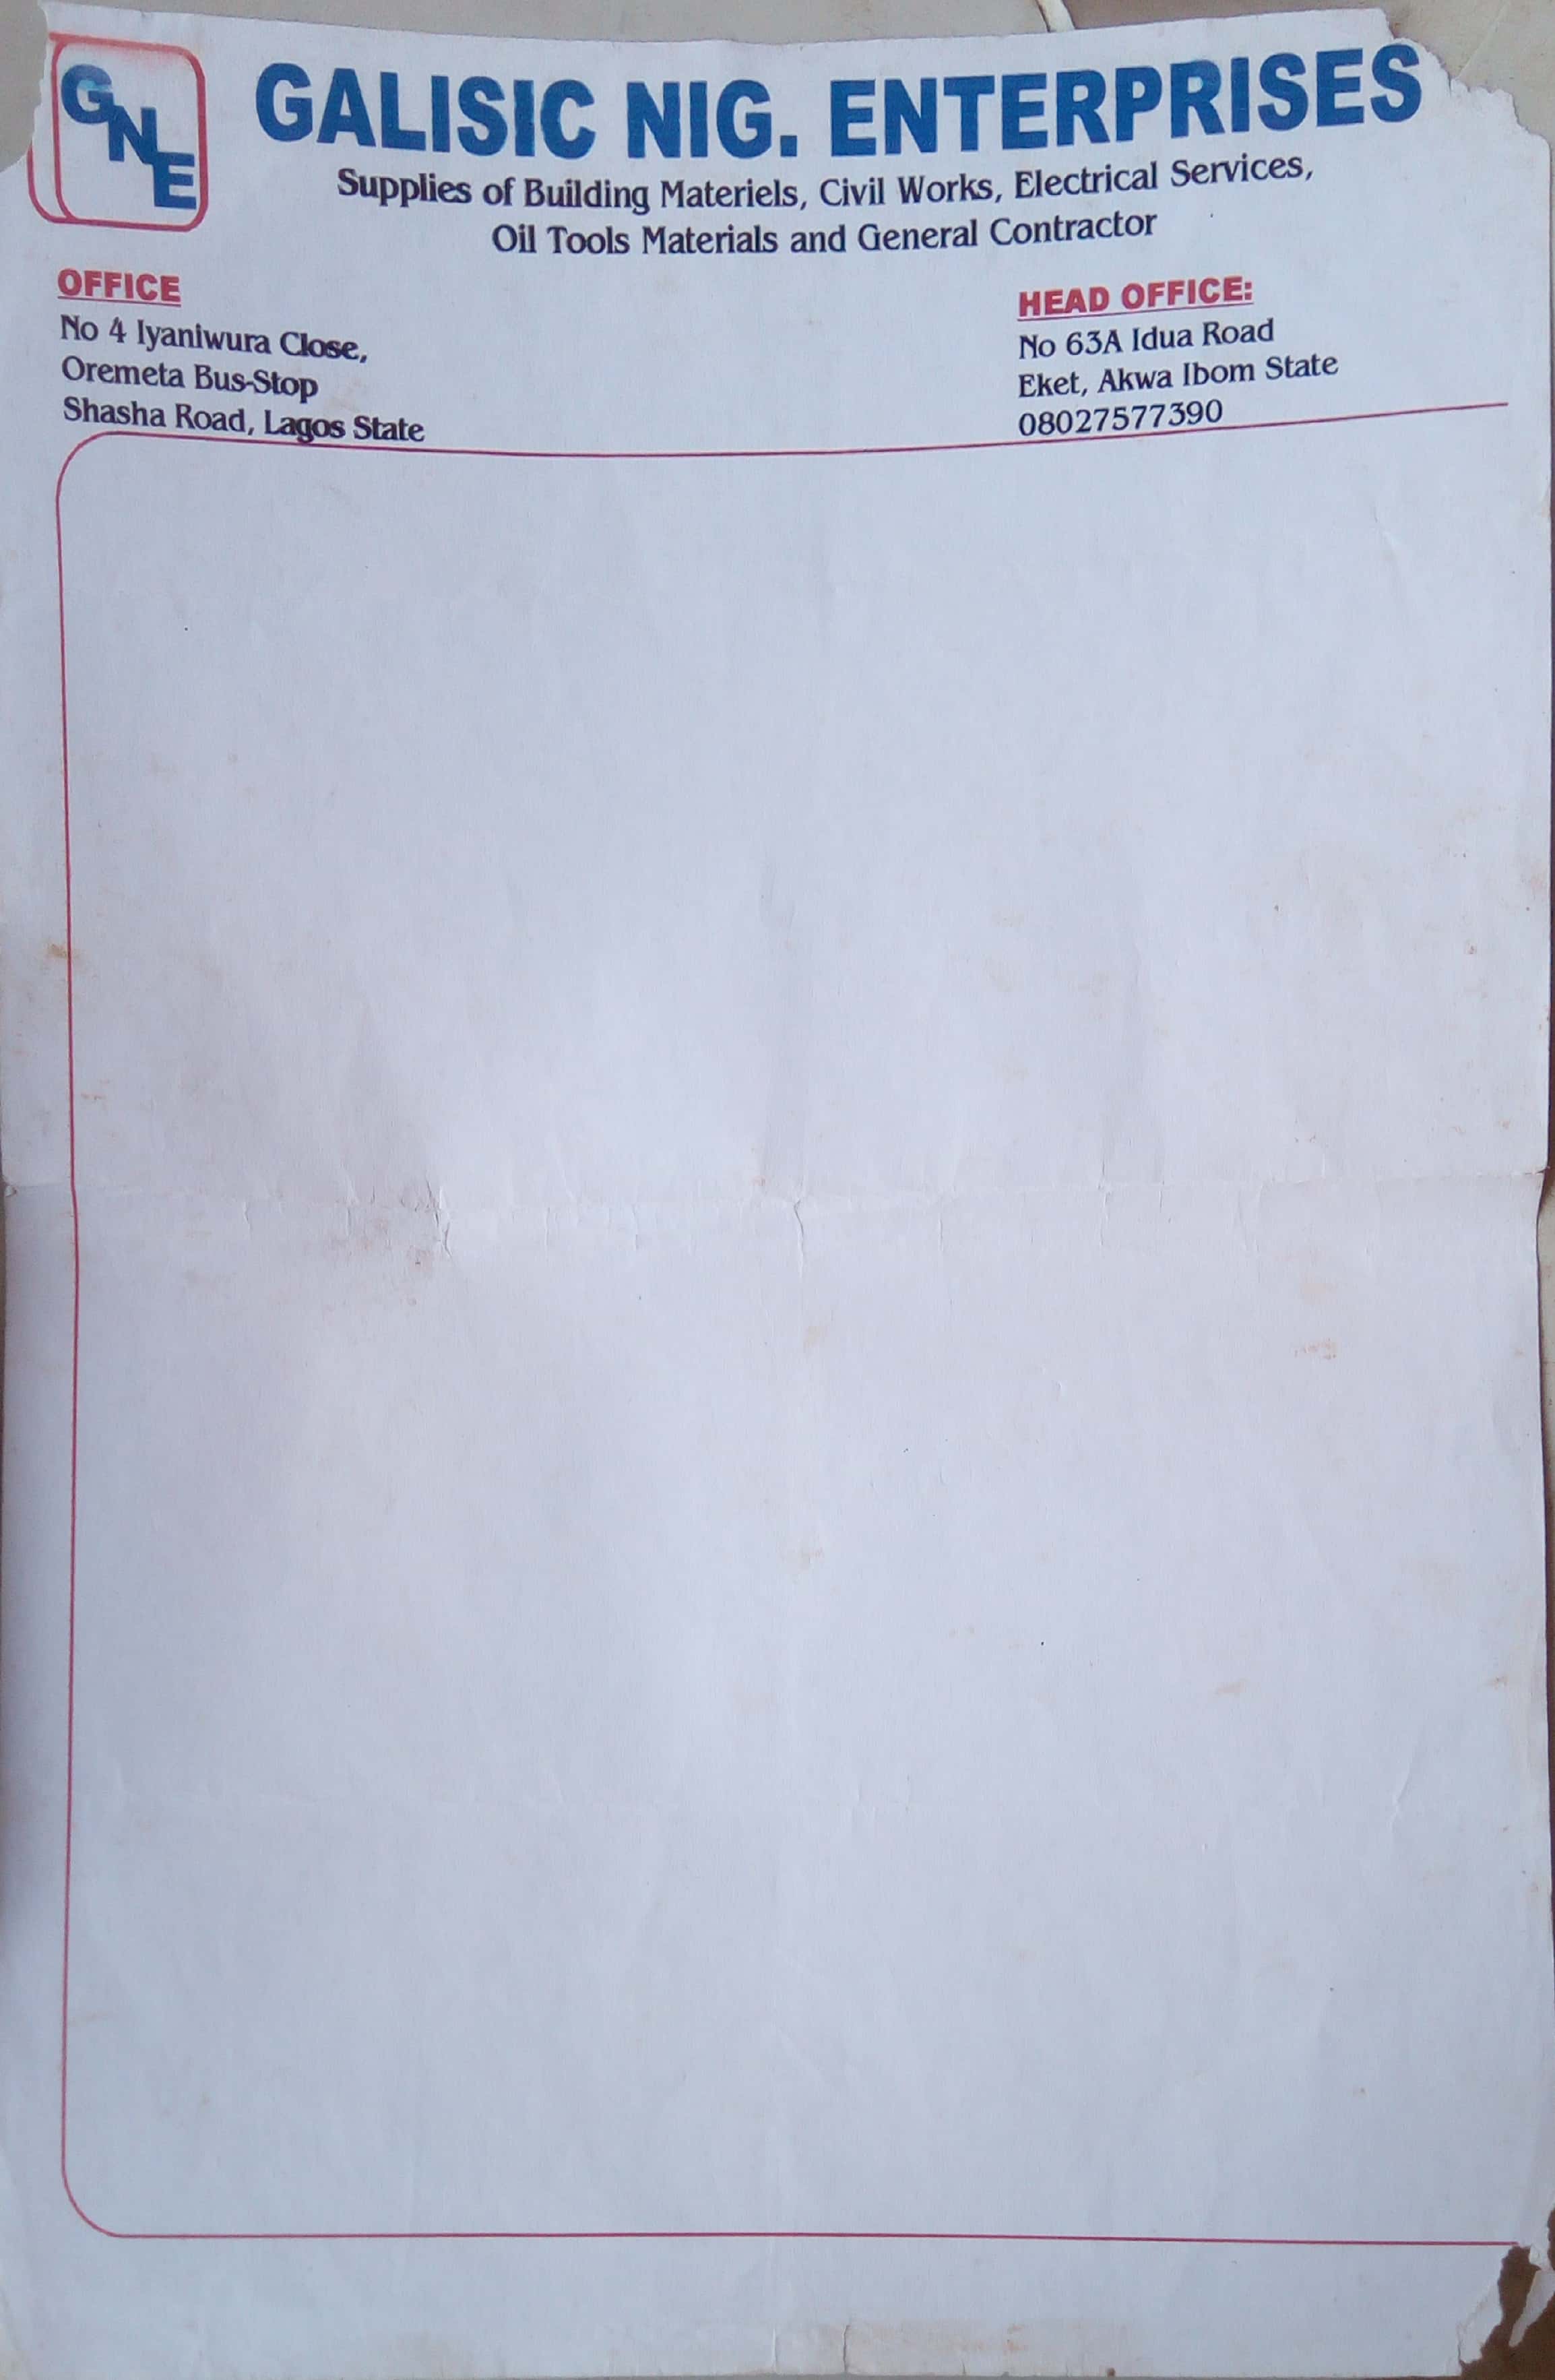 GNE
GALISIC NIG. ENTERPRISES
Supplies of Building Materiels, Civil Works, Electrical Services,
Oil Tools Materials and General Contractor
OFFICE
No 4 Iyaniwura Close,
Oremeta Bus-Stop
Shasha Road, Lagos State
HEAD OFFICE:
No 63A Idua Road
Eket, Akwa Ibom State
08027577390